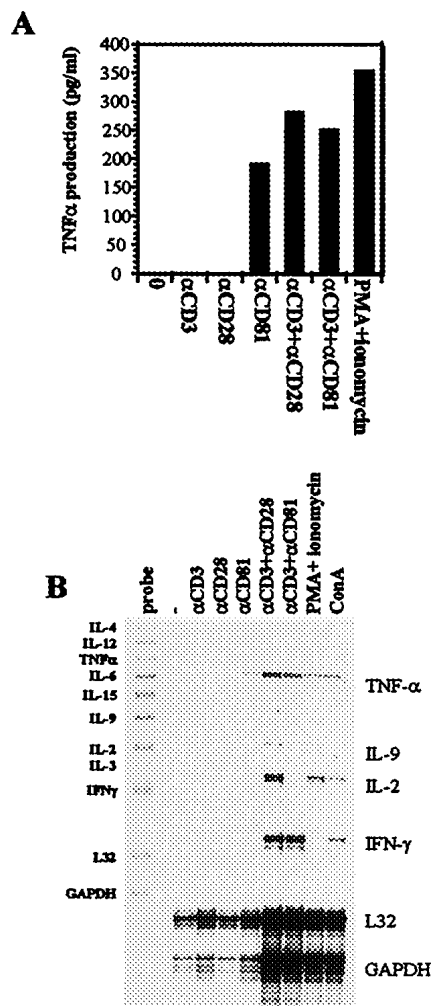 A
TNFα production (pg/ml)
400
350
300
250
200
150
100
50
0
0
αCD3
αCD28
αCD81
αCD3+αCD28
αCD3+αCD81
PMA+ionomycin
B
probe
-
αCD3
αCD28
αCD81
αCD3+αCD28
αCD3+αCD81
PMA+ ionomycin
ConA
IL-4
IL-12
TNFα
IL-6
IL-15
IL-9
IL-2
IL-3
IFNγ
L32
GAPDH
TNF-α
IL-9
IL-2
IFN-γ
L32
GAPDH